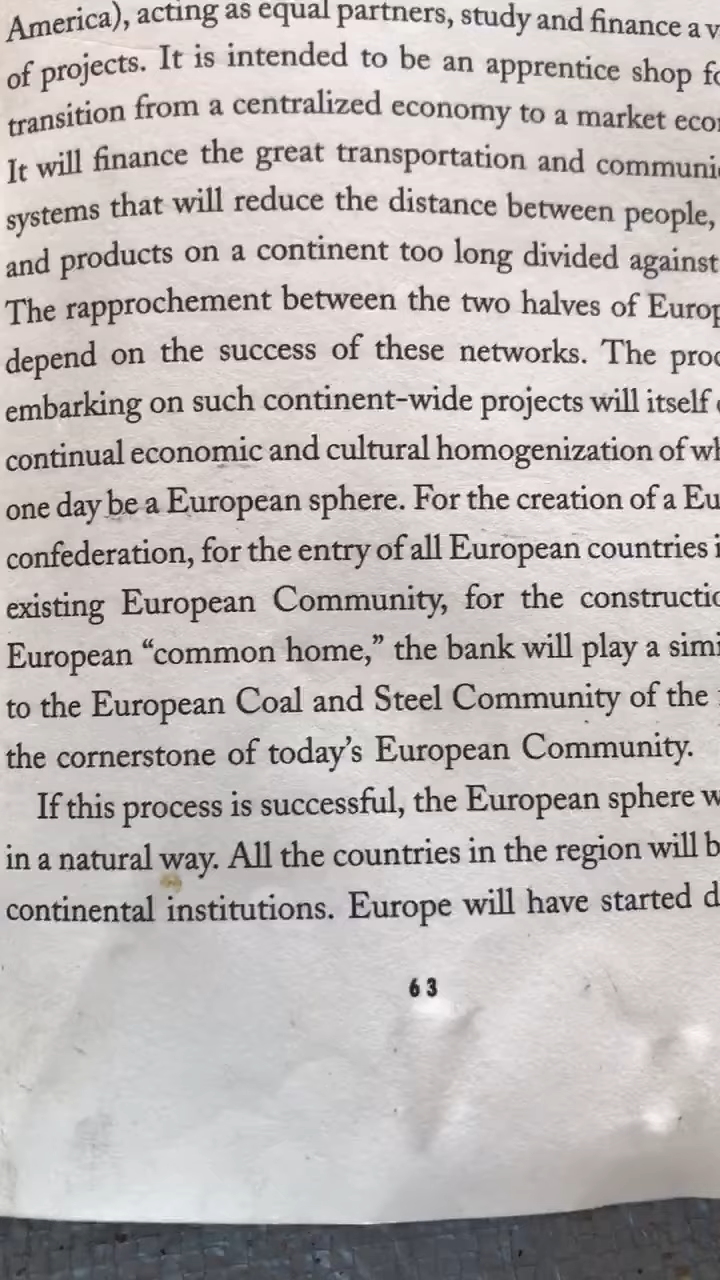 America), acting as equal partners, study and finance a v
of projects. It is intended to be an apprentice shop fo
transition from a centralized economy to a market eco
It will finance the great transportation and communi
systems that will reduce the distance between people,
and products on a continent too long divided against
The rapprochement between the two halves of Europ
depend on the success of these networks. The proc
embarking on such continent-wide projects will itself
continual economic and cultural homogenization of wh
one day be a European sphere. For the creation of a Eu
confederation, for the entry of all European countries i
existing European Community, for the constructio
European “common home,” the bank will play a simi
to the European Coal and Steel Community of the
the cornerstone of today’s European Community.
If this process is successful, the European sphere w
in a natural way. All the countries in the region will b
continental institutions. Europe will have started d
63